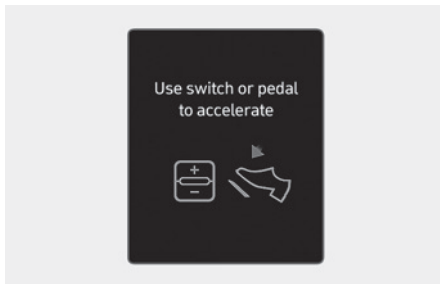 Use switch or pedal
to accelerate
+
−